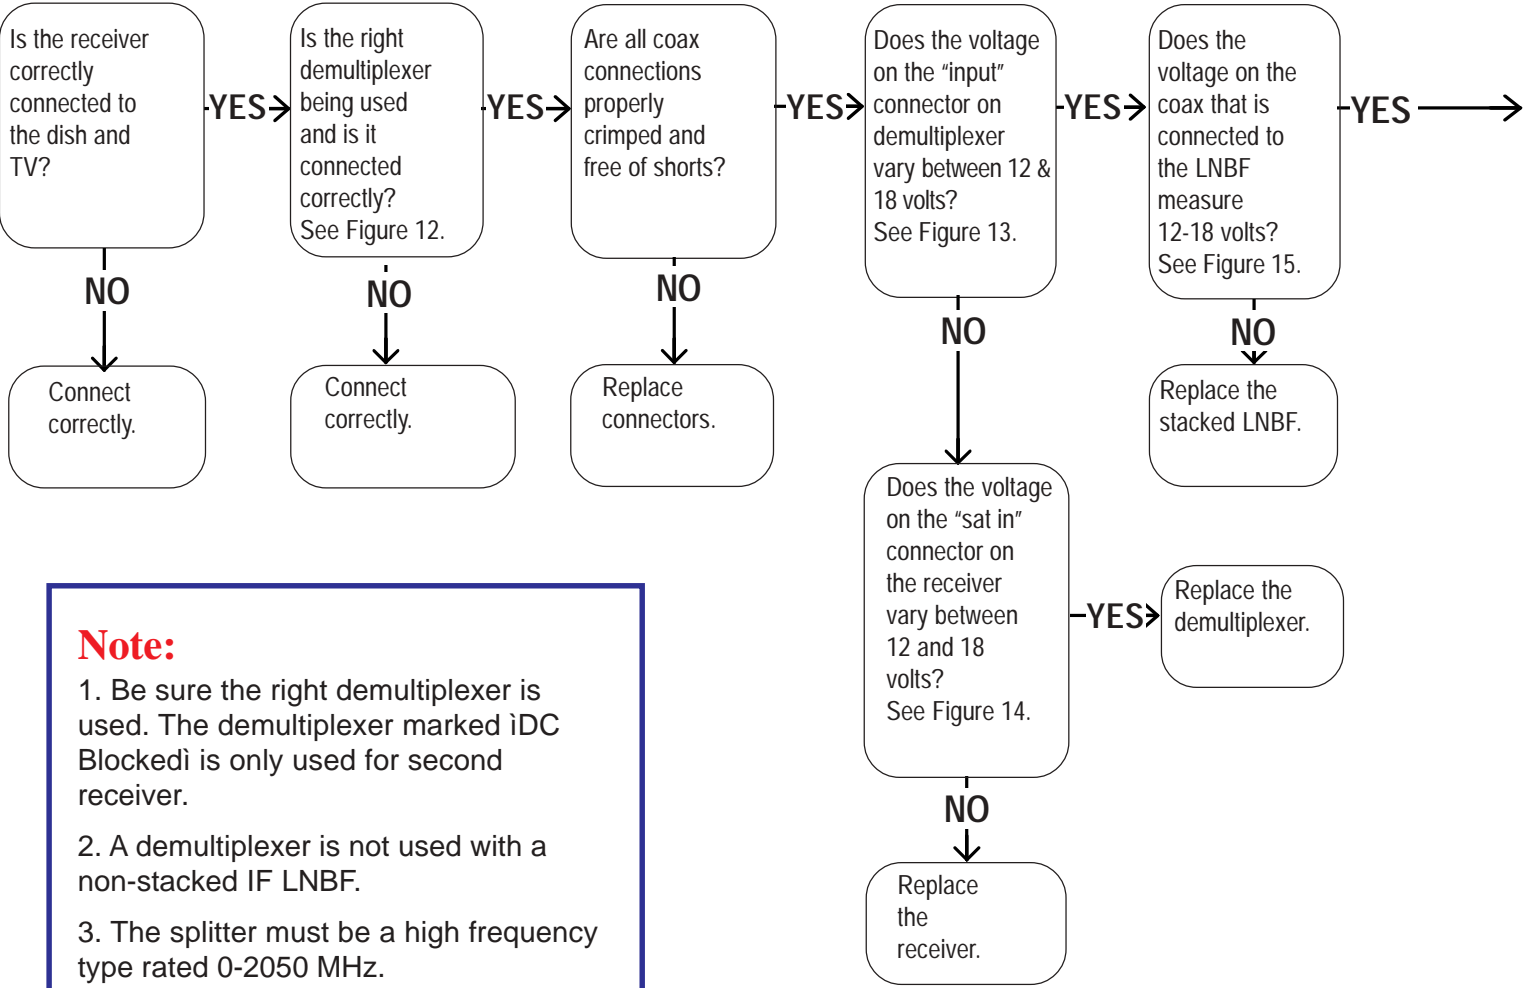 Is the receiver
correctly
connected to
the dish and
TV?
YES
Is the right
demultiplexer
being used
and is it
connected
correctly?
See Figure 12.
YES
Are all coax
connections
properly
crimped and
free of shorts?
YES
Does the voltage
on the “input”
connector on
demultiplexer
vary between 12 &
18 volts?
See Figure 13.
YES
Does the
voltage on the
coax that is
connected to
the LNBF
measure
12-18 volts?
See Figure 15.
YES
NO
NO
NO
NO
NO
Connect
correctly.
Connect
correctly.
Replace
connectors.
Replace the
stacked LNBF.
Does the voltage
on the “sat in”
connector on
the receiver
vary between
12 and 18
volts?
See Figure 14.
YES
Replace the
demultiplexer.
NO
Replace
the
receiver.
Note:
1. Be sure the right demultiplexer is
used. The demultiplexer marked ìDC
Blockedì is only used for second
receiver.
2. A demultiplexer is not used with a
non-stacked IF LNBF.
3. The splitter must be a high frequency
type rated 0-2050 MHz.